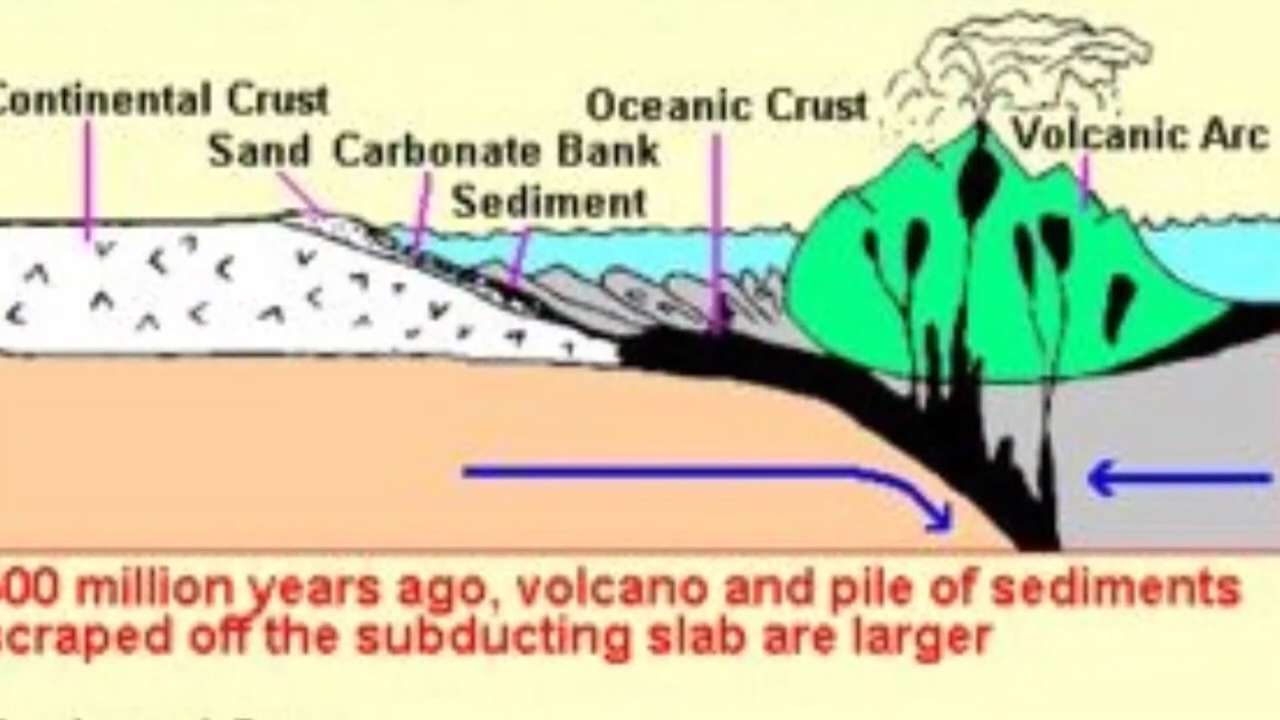 Continental Crust
Oceanic Crust
Volcanic Arc
Sand Carbonate Bank
Sediment
00 million years ago, volcano and pile of sediments
scraped off the subducting slab are larger